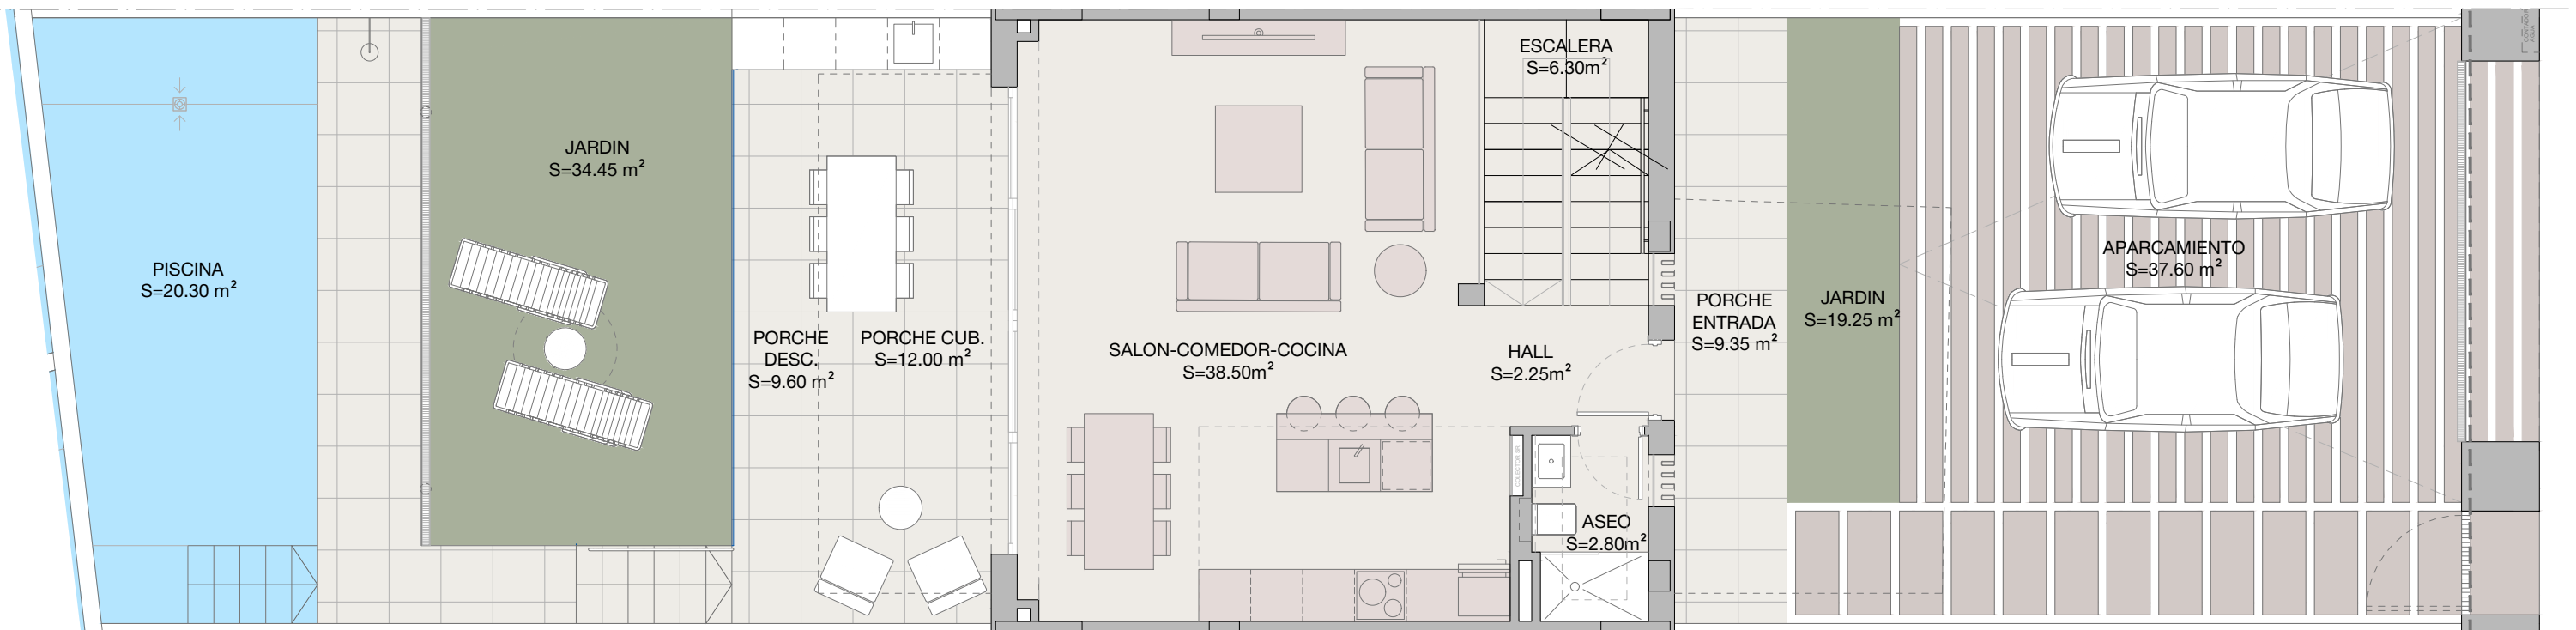 PISCINA
S=20.30 m²
JARDIN
S=34.45 m²
PORCHE
DESC.
S=9.60 m²
PORCHE CUB.
S=12.00 m²
SALON-COMEDOR-COCINA
S=38.50m²
ESCALERA
S=6.30m²
HALL
S=2.25m²
ASEO
S=2.80m²
PORCHE
ENTRADA
S=9.35 m²
JARDIN
S=19.25 m²
APARCAMIENTO
S=37.60 m²
CONTADOR
AGUA